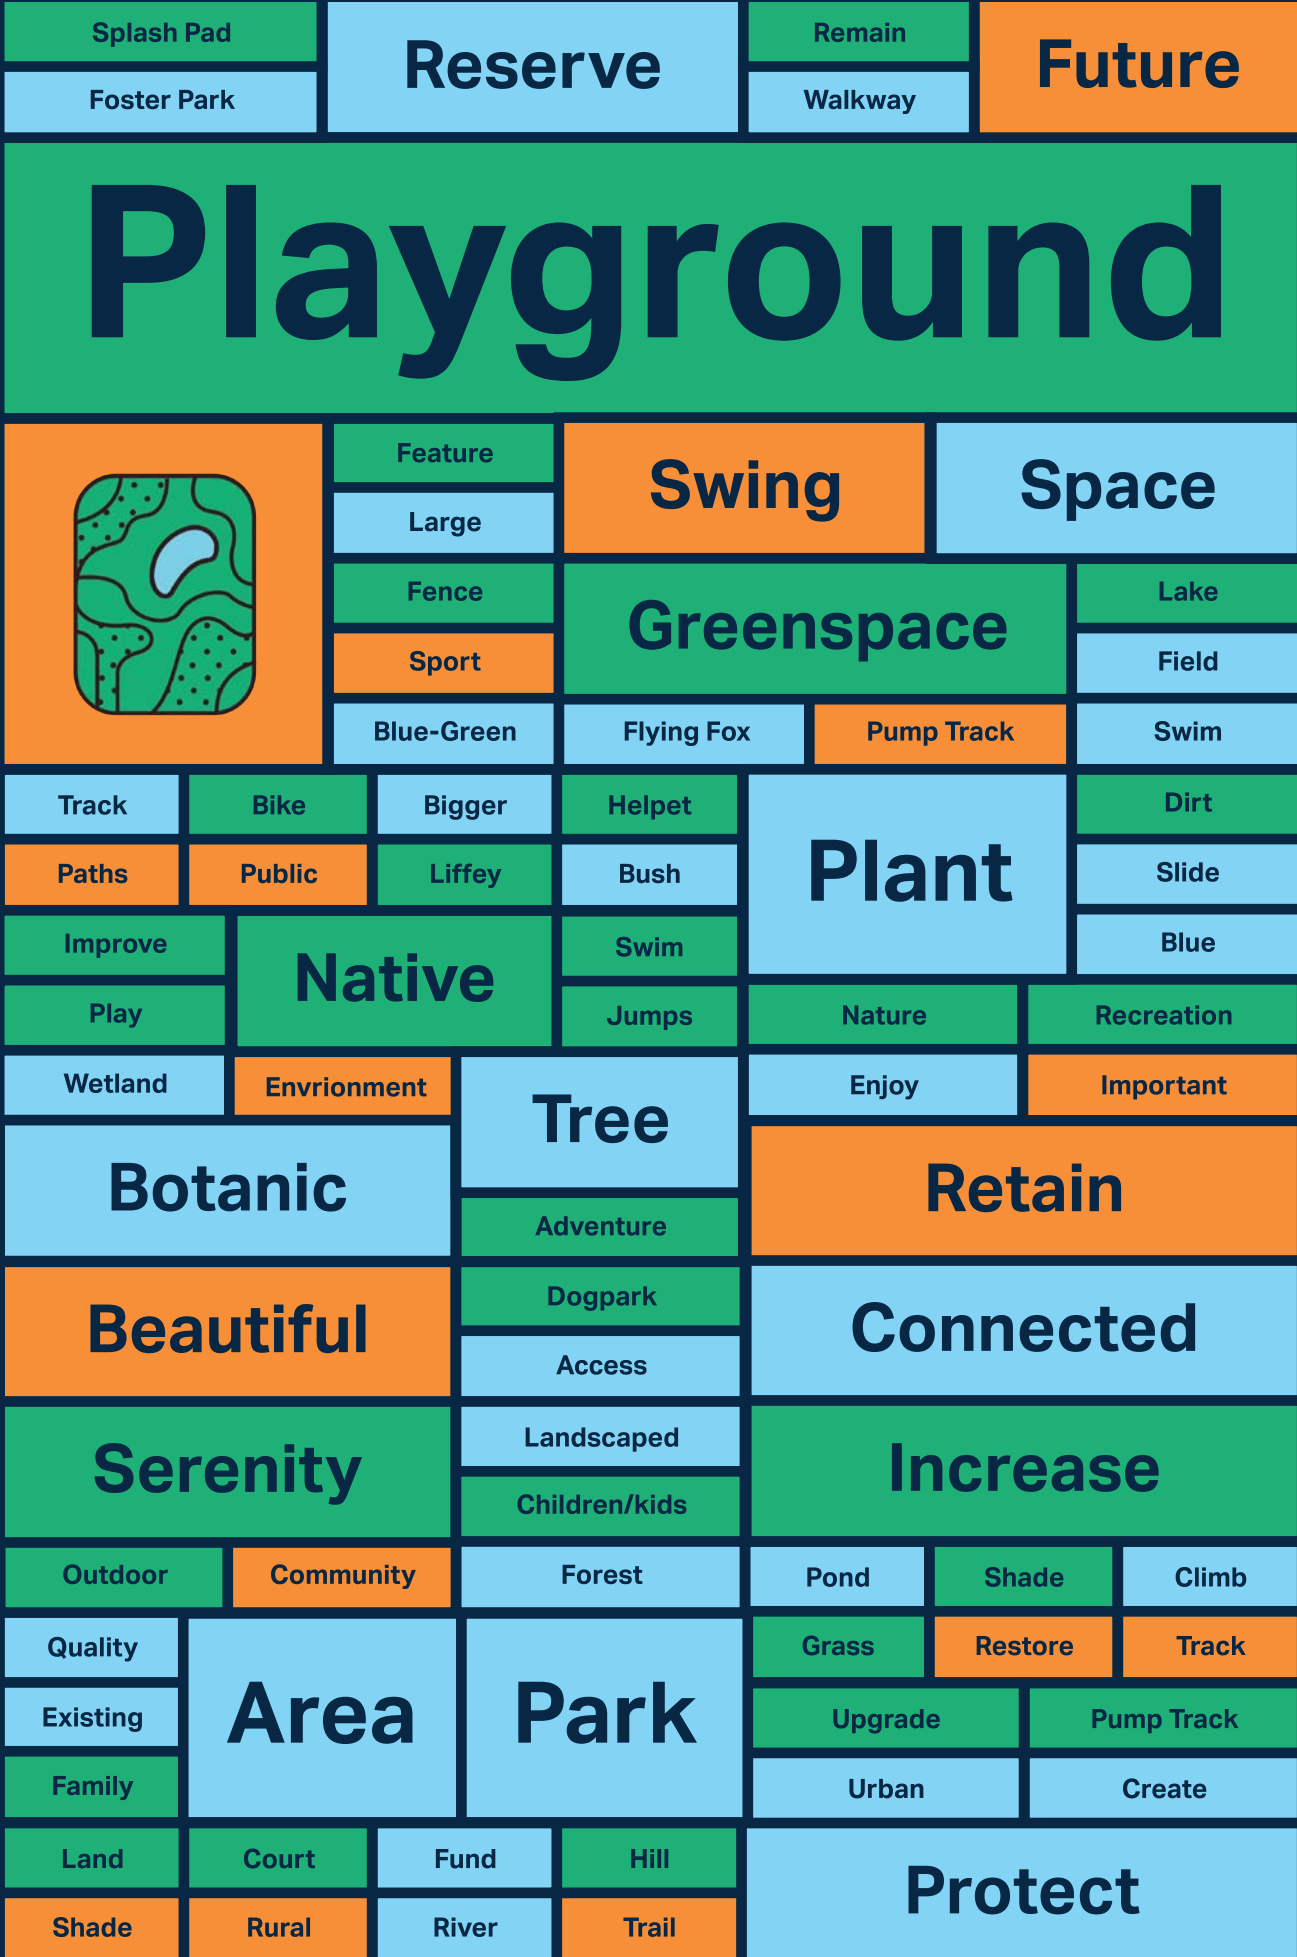 Splash Pad
Foster Park
Reserve
Remain
Walkway
Future
Playground
Feature
Large
Fence
Sport
Blue-Green
Swing
Space
Greenspace
Lake
Field
Flying Fox
Pump Track
Swim
Track
Bike
Bigger
Helpet
Paths
Public
Liffey
Bush
Plant
Dirt
Slide
Blue
Improve
Play
Native
Swim
Jumps
Nature
Recreation
Wetland
Envrionment
Tree
Enjoy
Important
Botanic
Adventure
Retain
Beautiful
Dogpark
Access
Connected
Serenity
Landscaped
Children/kids
Increase
Outdoor
Community
Forest
Pond
Shade
Climb
Quality
Existing
Family
Area
Park
Grass
Restore
Track
Upgrade
Pump Track
Urban
Create
Land
Court
Fund
Hill
Shade
Rural
River
Trail
Protect